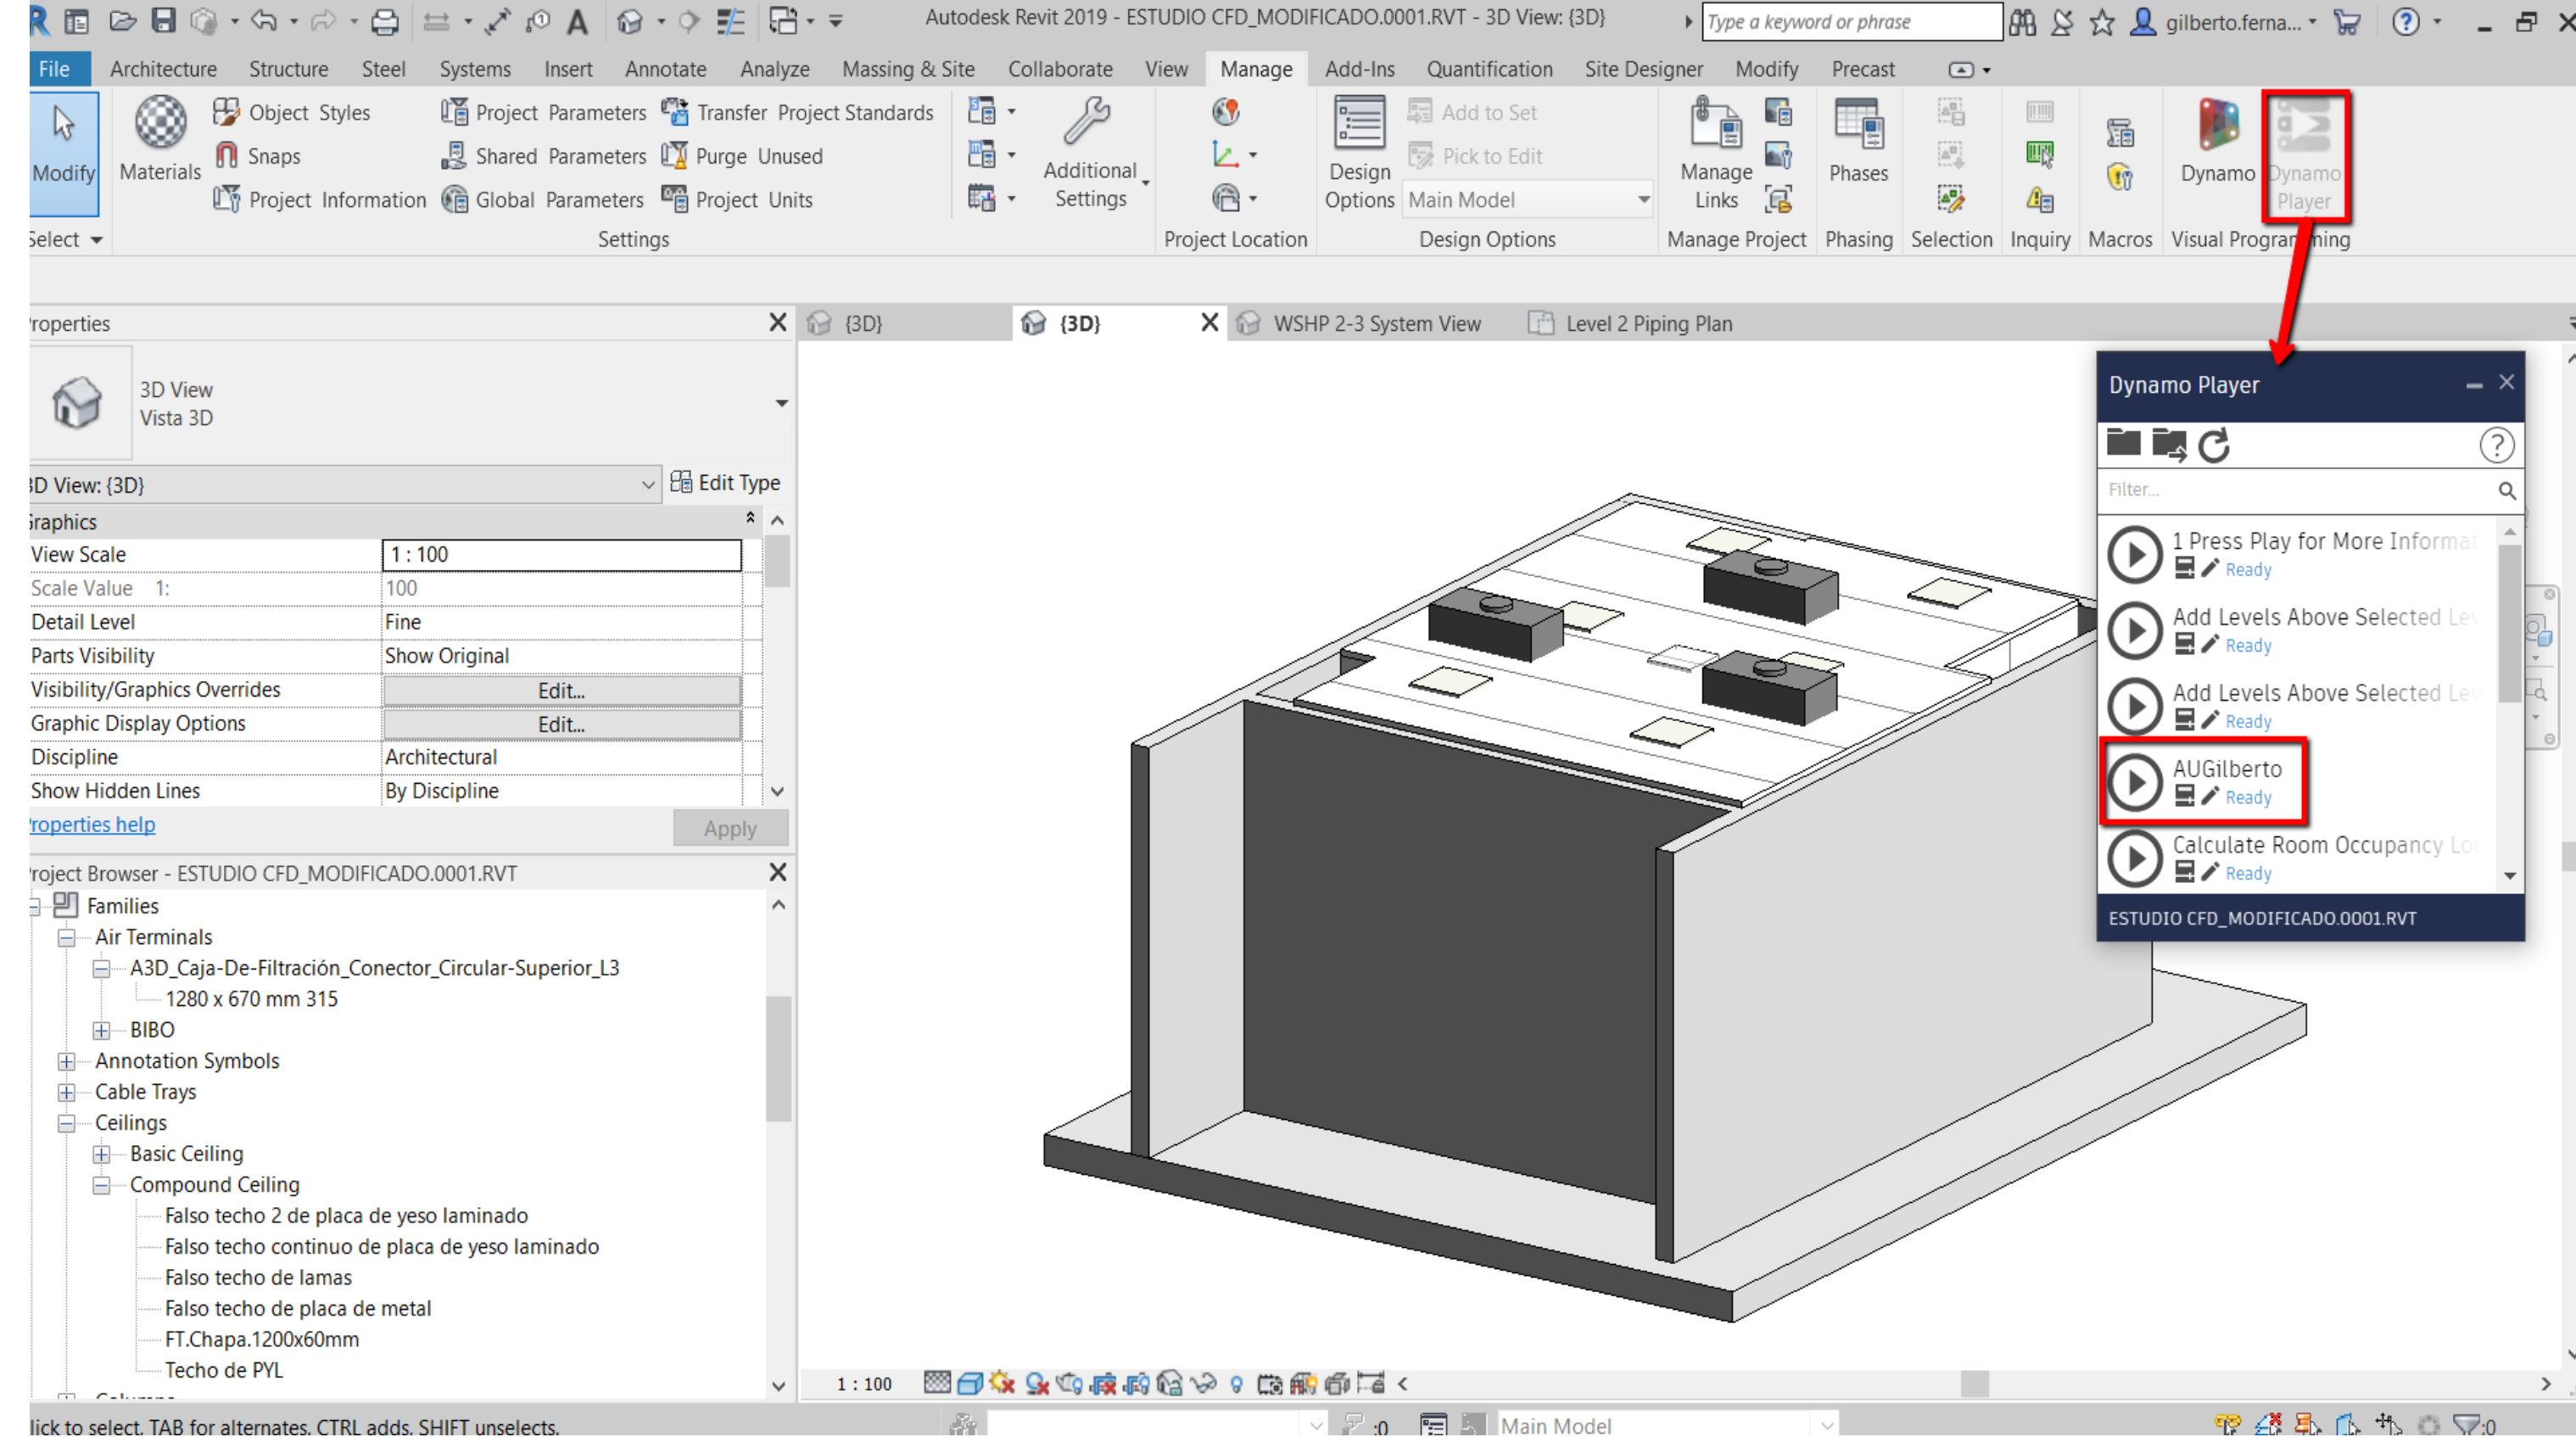 Autodesk Revit 2019 - ESTUDIO CFD_MODIFICADO.0001.RVT - 3D View: {3D}
Type a keyword or phrase
gilberto.ferna...
File Architecture Structure Steel Systems Insert Annotate Analyze Massing & Site Collaborate View Manage Add-Ins Quantification Site Designer Modify Precast
Modify
Materials
Object Styles
Snaps
Project Information
Project Parameters
Shared Parameters
Global Parameters
Transfer Project Standards
Purge Unused
Project Units
Additional
Settings
Design
Options
Add to Set
Pick to Edit
Main Model
Manage
Links
Phases
Dynamo
Dynamo
Player
Select
Settings
Project Location
Design Options
Manage Project
Phasing
Selection
Inquiry
Macros
Visual Programming
Properties
{3D}
{3D}
WSHP 2-3 System View
Level 2 Piping Plan
3D View
Vista 3D
3D View: {3D}
Edit Type
Graphics
View Scale 1 : 100
Scale Value 1: 100
Detail Level Fine
Parts Visibility Show Original
Visibility/Graphics Overrides Edit...
Graphic Display Options Edit...
Discipline Architectural
Show Hidden Lines By Discipline
Properties help
Apply
Project Browser - ESTUDIO CFD_MODIFICADO.0001.RVT
Families
Air Terminals
A3D_Caja-De-Filtración_Conector_Circular-Superior_L3
1280 x 670 mm 315
BIBO
Annotation Symbols
Cable Trays
Ceilings
Basic Ceiling
Compound Ceiling
Falso techo 2 de placa de yeso laminado
Falso techo continuo de placa de yeso laminado
Falso techo de lamas
Falso techo de placa de metal
FT.Chapa.1200x60mm
Techo de PYL
Dynamo Player
Filter...
1 Press Play for More Informat
Ready
Add Levels Above Selected Lev
Ready
Add Levels Above Selected Lev
Ready
AUGilberto
Ready
Calculate Room Occupancy Loa
Ready
ESTUDIO CFD_MODIFICADO.0001.RVT
1 : 100
lick to select, TAB for alternates, CTRL adds, SHIFT unselects.
:0
Main Model
:0